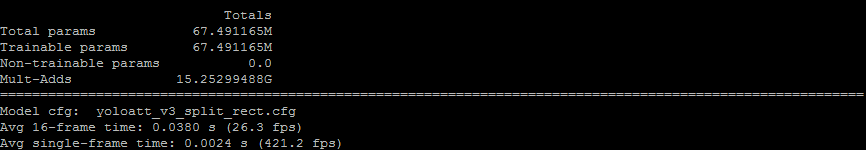 Totals
Total params 67.491165M
Trainable params 67.491165M
Non-trainable params 0.0
Mult-Adds 15.25299488G
================================================================================================
Model cfg: yoloatt_v3_split_rect.cfg
Avg 16-frame time: 0.0380 s (26.3 fps)
Avg single-frame time: 0.0024 s (421.2 fps)